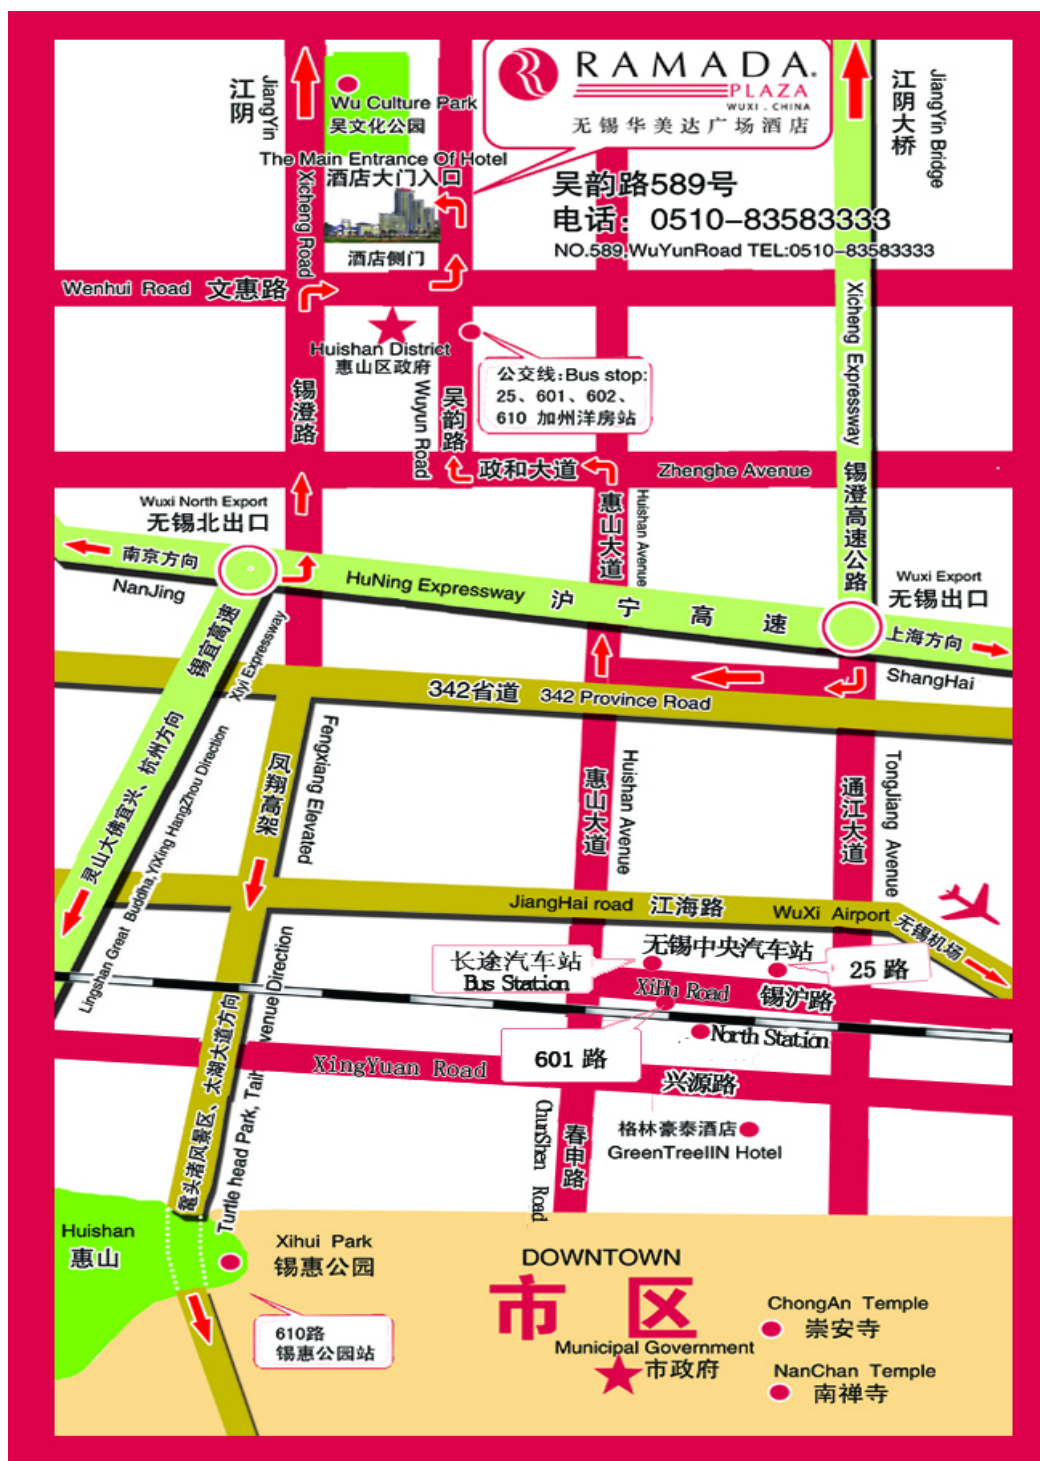 RAMADA
PLAZA
WUXI . CHINA
无锡华美达广场酒店
江阴
JiangYin
Wu Culture Park
吴文化公园
江阴大桥
JiangYin Bridge
The Main Entrance Of Hotel
酒店大门入口
Xicheng Road
吴韵路589号
电话：0510-83583333
NO.589,WuYunRoad TEL:0510-83583333
酒店侧门
Wenhui Road 文惠路
Xicheng Expressway
Huishan District
惠山区政府
公交线:Bus stop:
25、601、602、
610 加州洋房站
锡澄路
Wuyun Road
吴韵路
政和大道
Zhenghe Avenue
锡澄高速公路
Wuxi North Export
无锡北出口
惠山大道
Huishan Avenue
南京方向
NanJing
HuNing Expressway 沪宁高速
Wuxi Export
无锡出口
上海方向
ShangHai
锡宜高速
Xiyi Expressway
342省道 342 Province Road
灵山大佛宜兴、杭州方向
Lingshan Great Buddha,YiXing HangZhou Direction
凤翔高架
Fengxiang Elevated
惠山大道
Huishan Avenue
通江大道
TongJiang Avenue
JiangHai road 江海路
WuXi Airport 无锡机场
长途汽车站
Bus Station
无锡中央汽车站
25 路
XiHu Road 锡沪路
North Station
601 路
XingYuan Road 兴源路
鼋头渚风景区、太湖大道方向
Turtle head Park, TaiH venue Direction
ChunShen Road
春申路
格林豪泰酒店
GreenTreeIIN Hotel
Huishan
惠山
Xihui Park
锡惠公园
610路
锡惠公园站
DOWNTOWN
市区
Municipal Government
市政府
ChongAn Temple
崇安寺
NanChan Temple
南禅寺